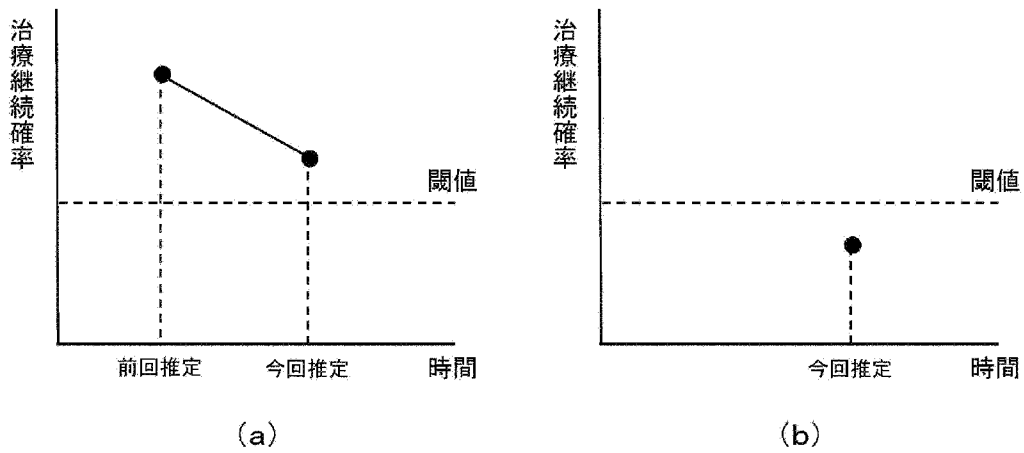 治療継続確率
閾値
前回推定
今回推定
時間
(a)
治療継続確率
閾値
今回推定
時間
(b)